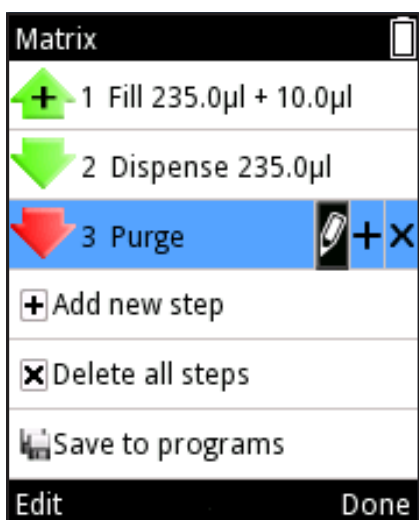 Matrix
1 Fill 235.0µl + 10.0µl
2 Dispense 235.0µl
3 Purge
Add new step
Delete all steps
Save to programs
Edit Done